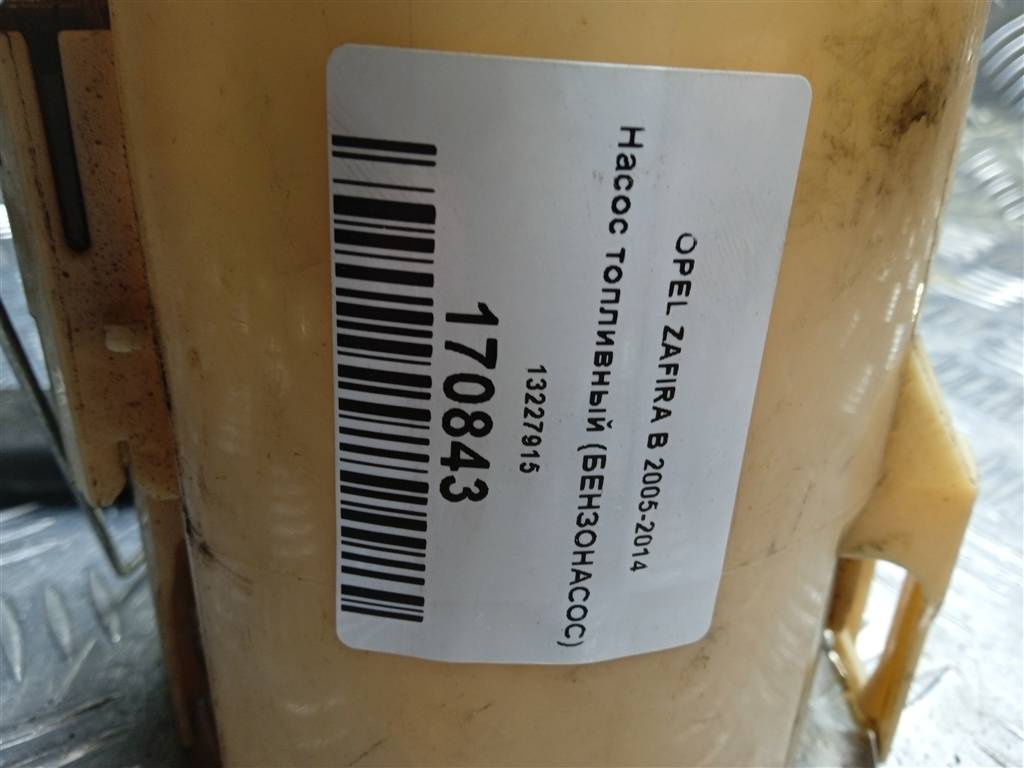 OPEL ZAFIRA B 2005-2014
Насос топливный (БЕНЗОНАСОС)
13227915
170843